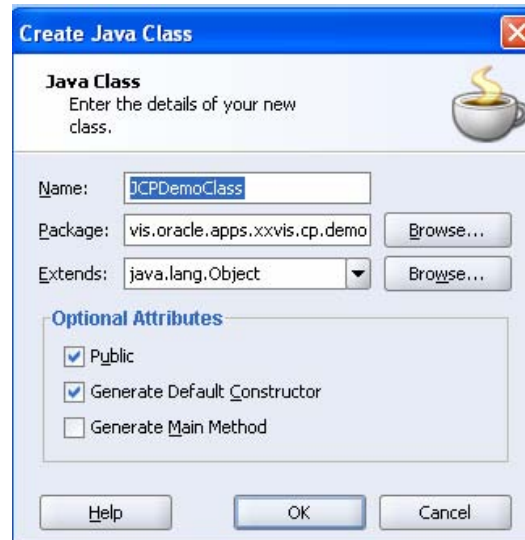 Create Java Class
Java Class
Enter the details of your new
class.
Name: JCPDemoClass
Package: vis.oracle.apps.xxvis.cp.demo Browse...
Extends: java.lang.Object Browse...
Optional Attributes
Public
Generate Default Constructor
Generate Main Method
Help OK Cancel